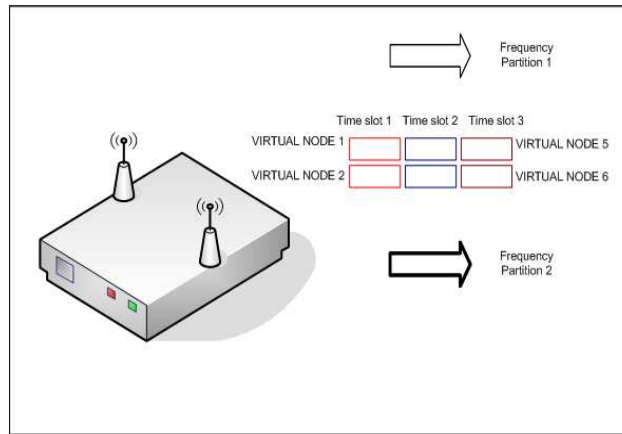 Frequency
Partition 1
Time slot 1 Time slot 2 Time slot 3
VIRTUAL NODE 1 VIRTUAL NODE 5
VIRTUAL NODE 2 VIRTUAL NODE 6
Frequency
Partition 2